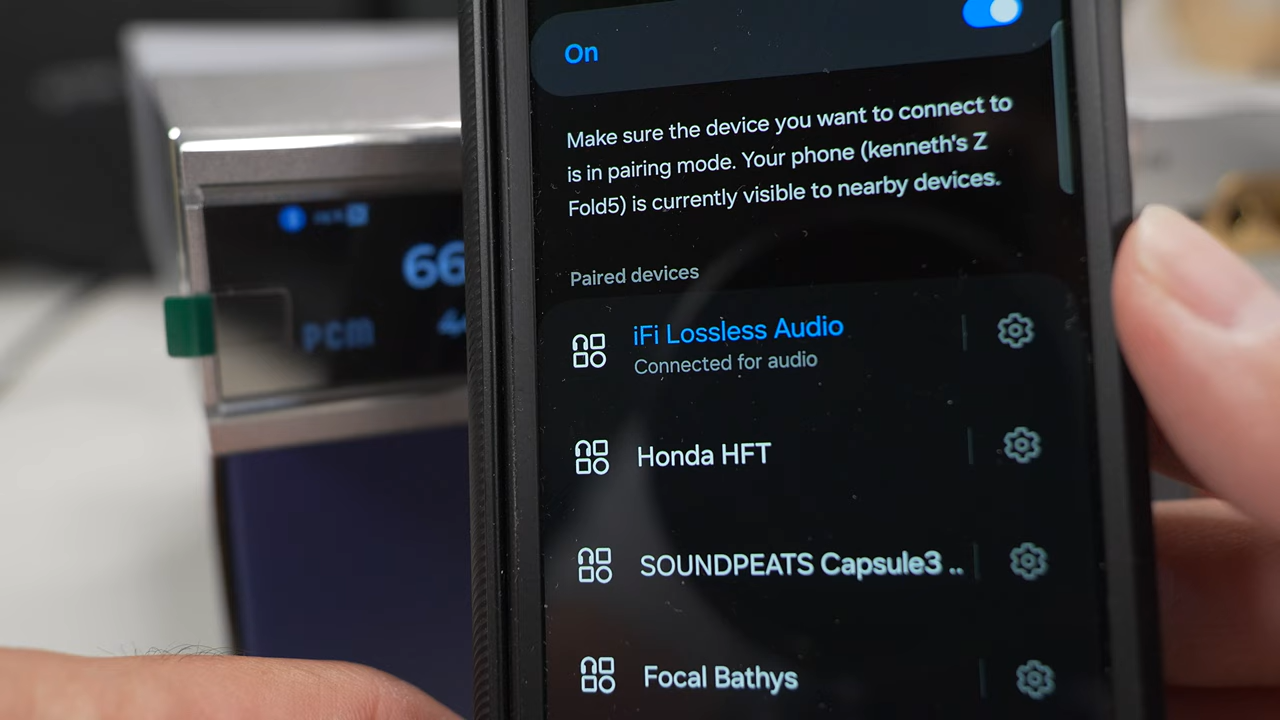 On
Make sure the device you want to connect to
is in pairing mode. Your phone (kenneth's Z
Fold5) is currently visible to nearby devices.
Paired devices
iFi Lossless Audio
Connected for audio
Honda HFT
SOUNDPEATS Capsule3 ..
Focal Bathys
66
PCM